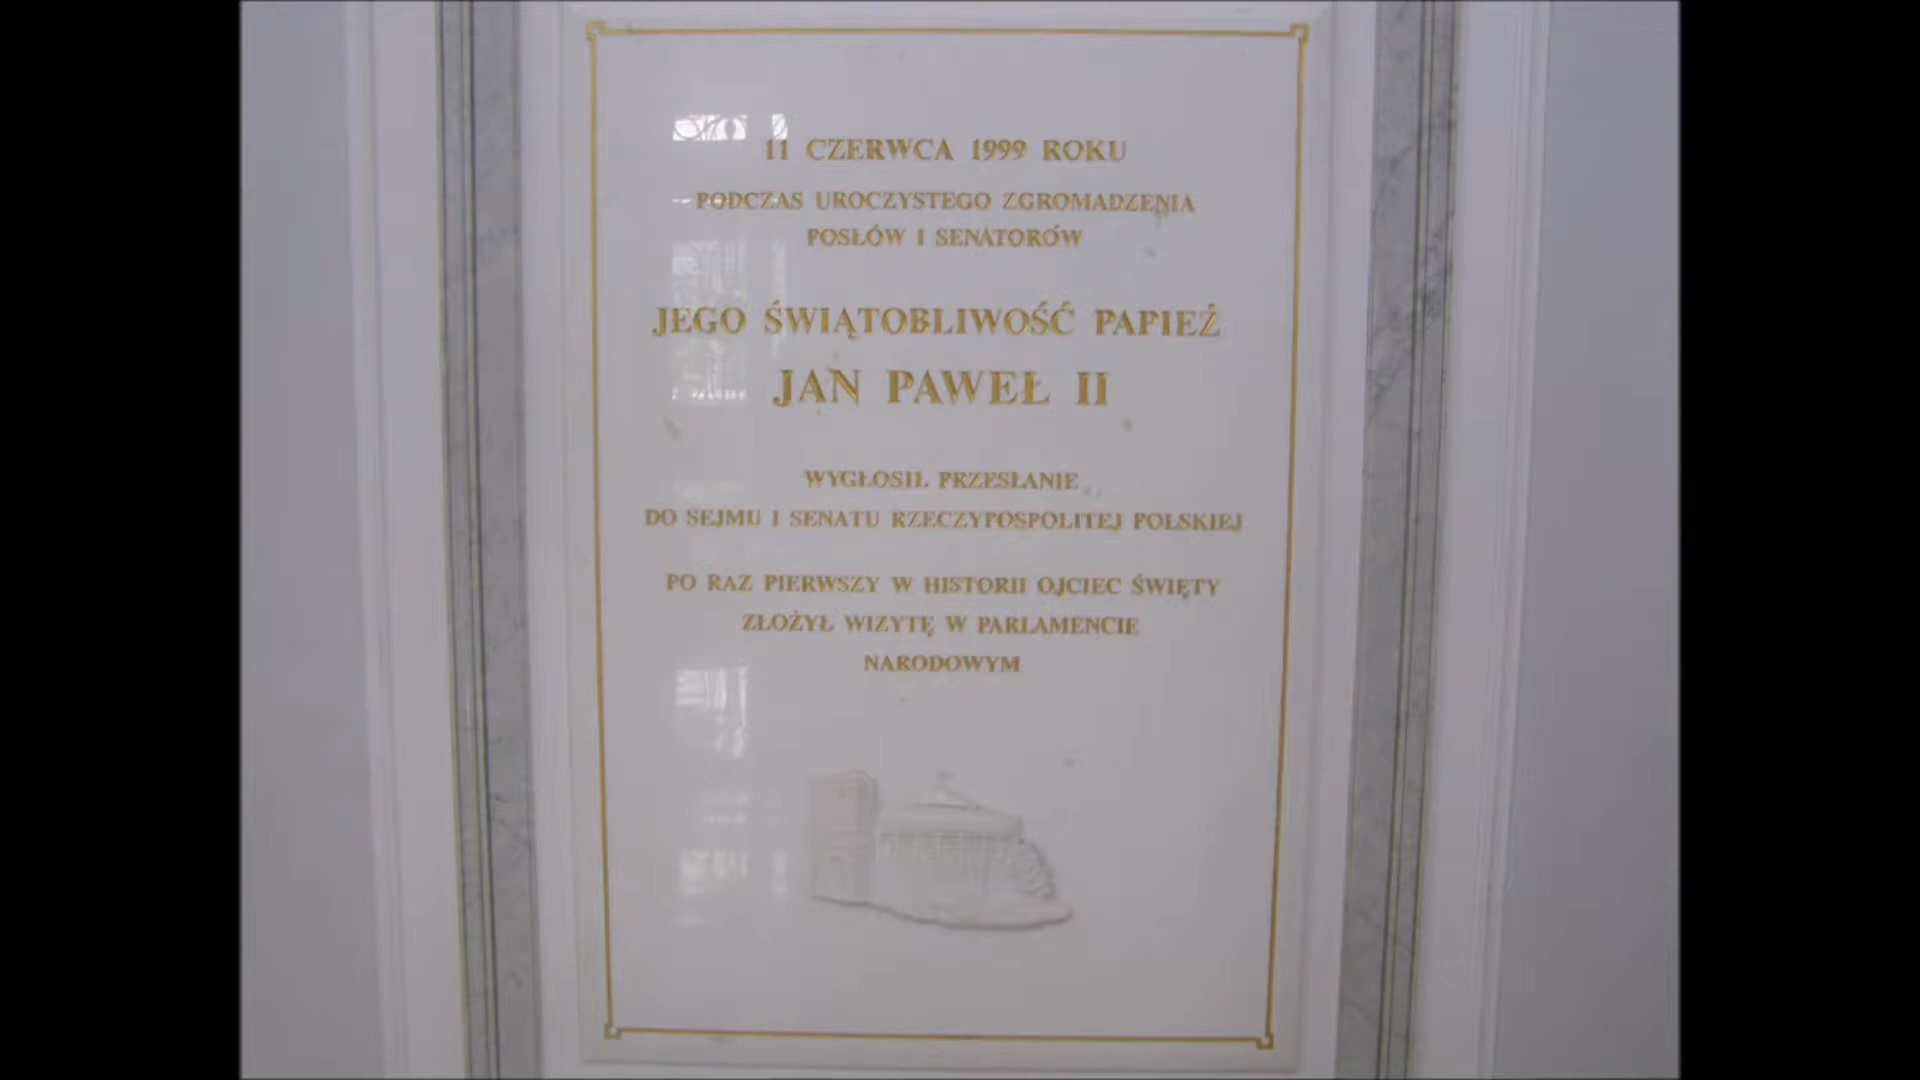 11 CZERWCA 1999 ROKU
PODCZAS UROCZYSTEGO ZGROMADZENIA
POSŁÓW I SENATORÓW
JEGO ŚWIĄTOBLIWOŚĆ PAPIEŻ
JAN PAWEŁ II
WYGŁOSIŁ PRZESŁANIE
DO SEJMU I SENATU RZECZYPOSPOLITEJ POLSKIEJ
PO RAZ PIERWSZY W HISTORII OJCIEC ŚWIĘTY
ZŁOŻYŁ WIZYTĘ W PARLAMENCIE
NARODOWYM